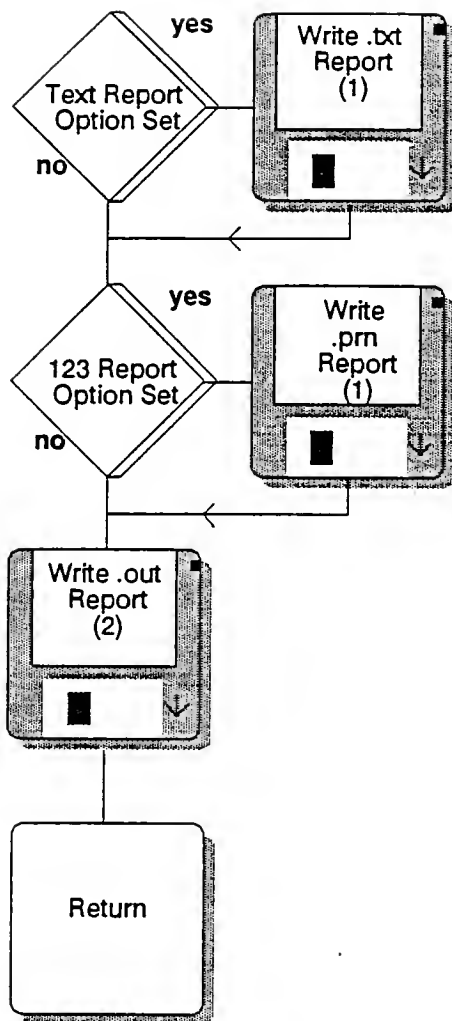 yes
Write .txt
Report
(1)
Text Report
Option Set
no
yes
Write
.prn
Report
(1)
123 Report
Option Set
no
Write .out
Report
(2)
Return